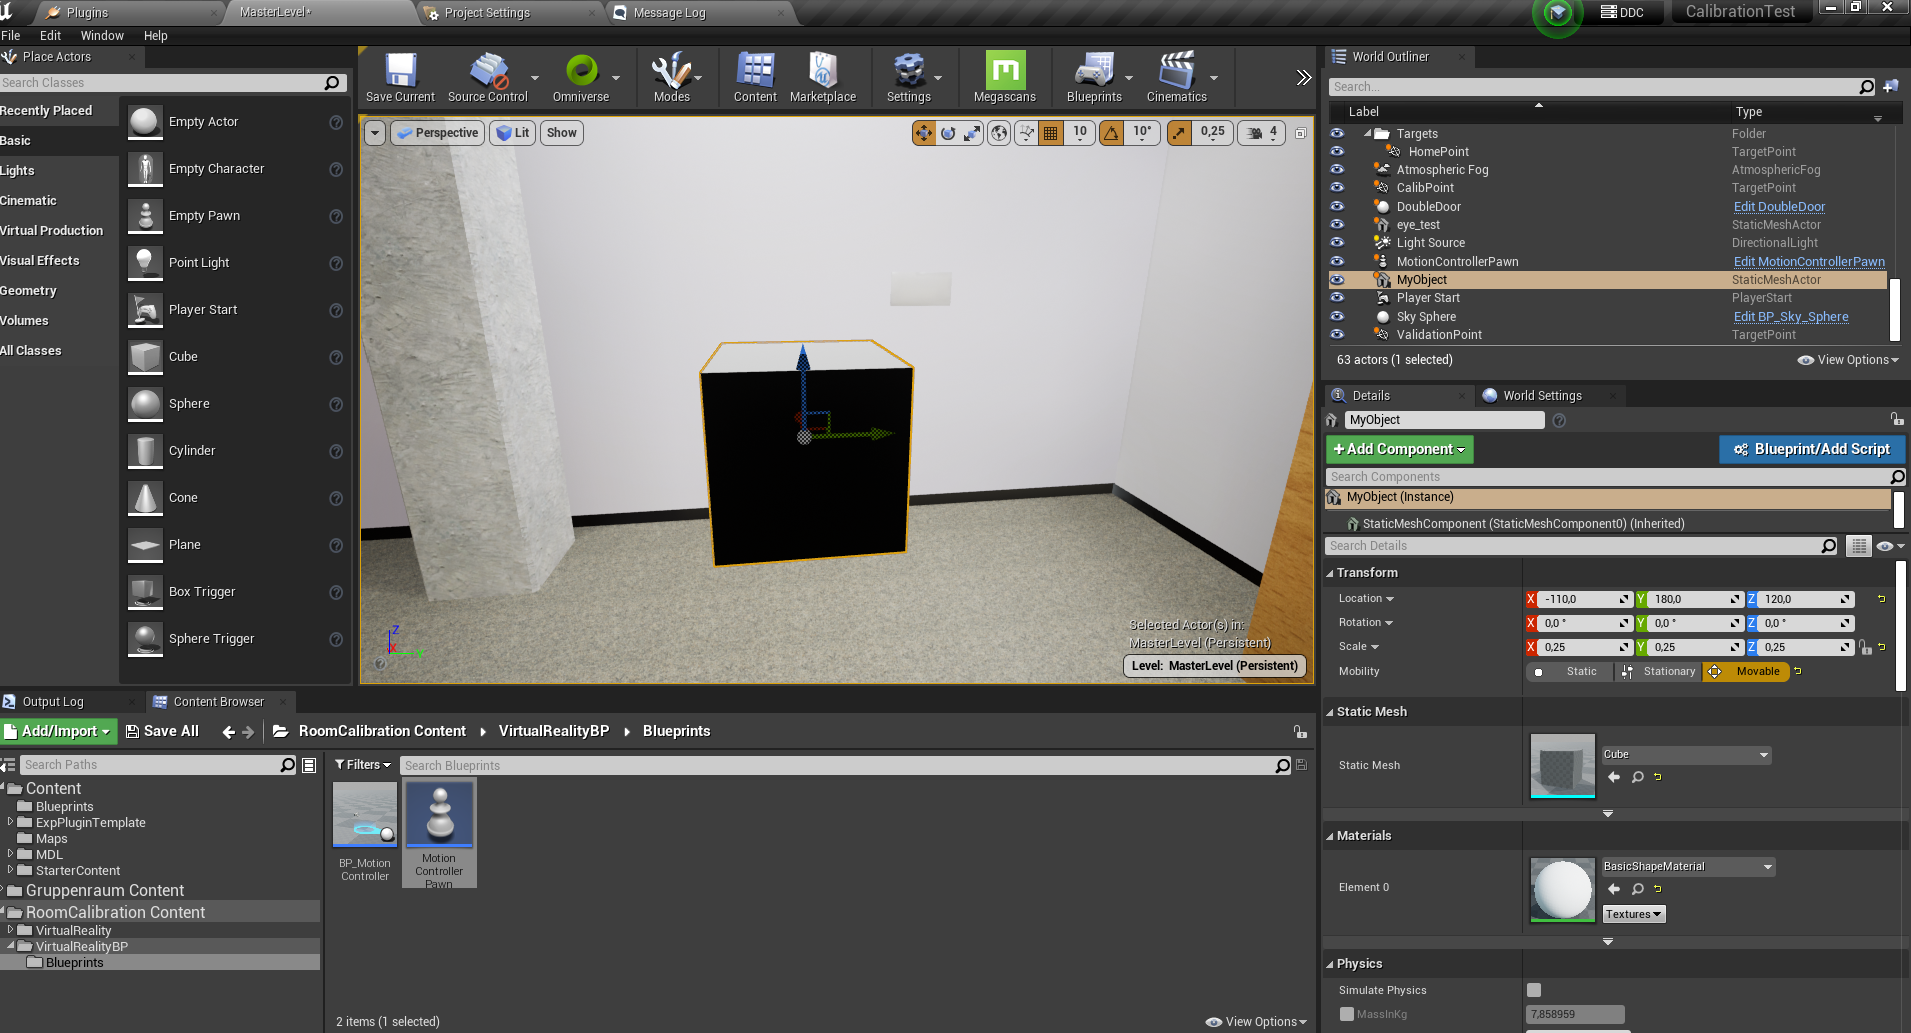 Plugins
MasterLevel*
Project Settings
Message Log
DDC
CalibrationTest
File Edit Window Help
Place Actors
Search Classes
Recently Placed
Basic
Lights
Cinematic
Virtual Production
Visual Effects
Geometry
Volumes
All Classes
Empty Actor
Empty Character
Empty Pawn
Point Light
Player Start
Cube
Sphere
Cylinder
Cone
Plane
Box Trigger
Sphere Trigger
Save Current
Source Control
Omniverse
Modes
Content
Marketplace
Settings
Megascans
Blueprints
Cinematics
Perspective
Lit
Show
10
10°
0,25
4
Z
X
Y
Selected Actor(s) in:
MasterLevel (Persistent)
Level: MasterLevel (Persistent)
World Outliner
Search...
Label Type
Targets Folder
HomePoint TargetPoint
Atmospheric Fog AtmosphericFog
CalibPoint TargetPoint
DoubleDoor Edit DoubleDoor
eye_test StaticMeshActor
Light Source DirectionalLight
MotionControllerPawn Edit MotionControllerPawn
MyObject StaticMeshActor
Player Start PlayerStart
Sky Sphere Edit BP_Sky_Sphere
ValidationPoint TargetPoint
63 actors (1 selected)
View Options
Details
World Settings
MyObject
+Add Component
Blueprint/Add Script
Search Components
MyObject (Instance)
StaticMeshComponent (StaticMeshComponent0) (Inherited)
Search Details
Transform
Location X -110,0 Y 180,0 Z 120,0
Rotation X 0,0 ° Y 0,0 ° Z 0,0 °
Scale X 0,25 Y 0,25 Z 0,25
Mobility Static Stationary Movable
Static Mesh
Static Mesh
Cube
Materials
Element 0
BasicShapeMaterial
Textures
Physics
Simulate Physics
MassInKg 7,858959
Output Log
Content Browser
Add/Import
Save All
RoomCalibration Content
VirtualRealityBP
Blueprints
Search Paths
Filters
Search Blueprints
Content
Blueprints
ExpPluginTemplate
Maps
MDL
StarterContent
Gruppenraum Content
RoomCalibration Content
VirtualReality
VirtualRealityBP
Blueprints
BP_Motion
Controller
Motion
Controller
Pawn
2 items (1 selected)
View Options